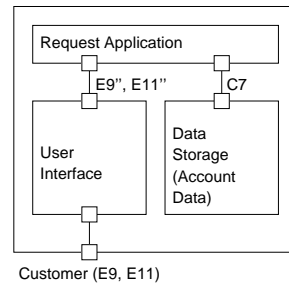 Request Application
E9’’, E11’’
C7
User
Interface
Data
Storage
(Account
Data)
Customer (E9, E11)